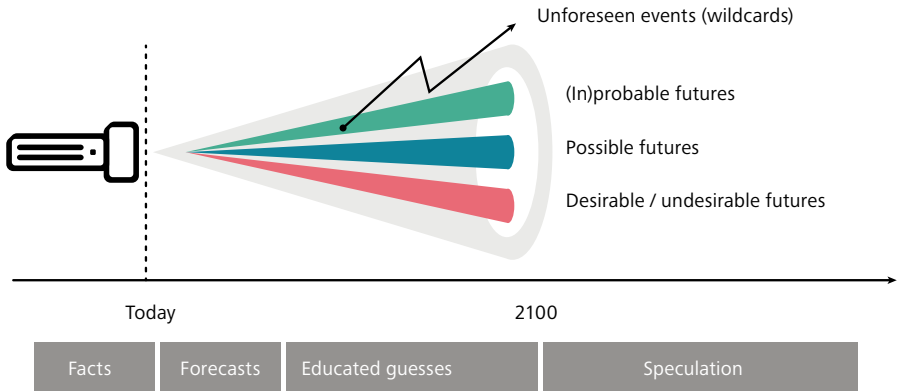 Unforeseen events (wildcards)
(In)probable futures
Possible futures
Desirable / undesirable futures
Today
2100
Facts
Forecasts
Educated guesses
Speculation